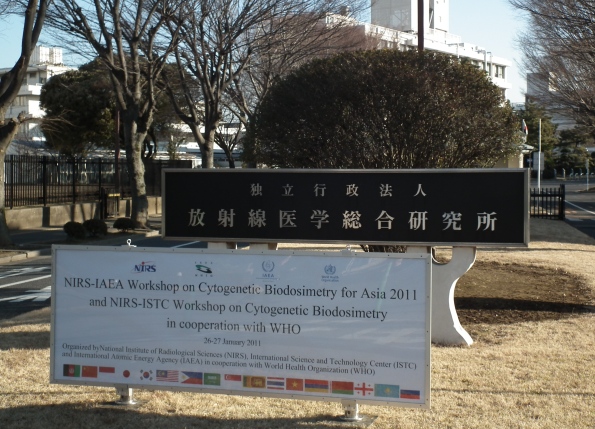 独立行政法人
放射線医学総合研究所
NIRS
IAEA
NIRS-IAEA Workshop on Cytogenetic Biodosimetry for Asia 2011
and NIRS-ISTC Workshop on Cytogenetic Biodosimetry
in cooperation with WHO
26-27 January 2011
Organized byNational Institute of Radiological Sciences (NIRS), International Science and Technology Center (ISTC)
and International Atomic Energy Agency (IAEA) in cooperation with World Health Organization (WHO)